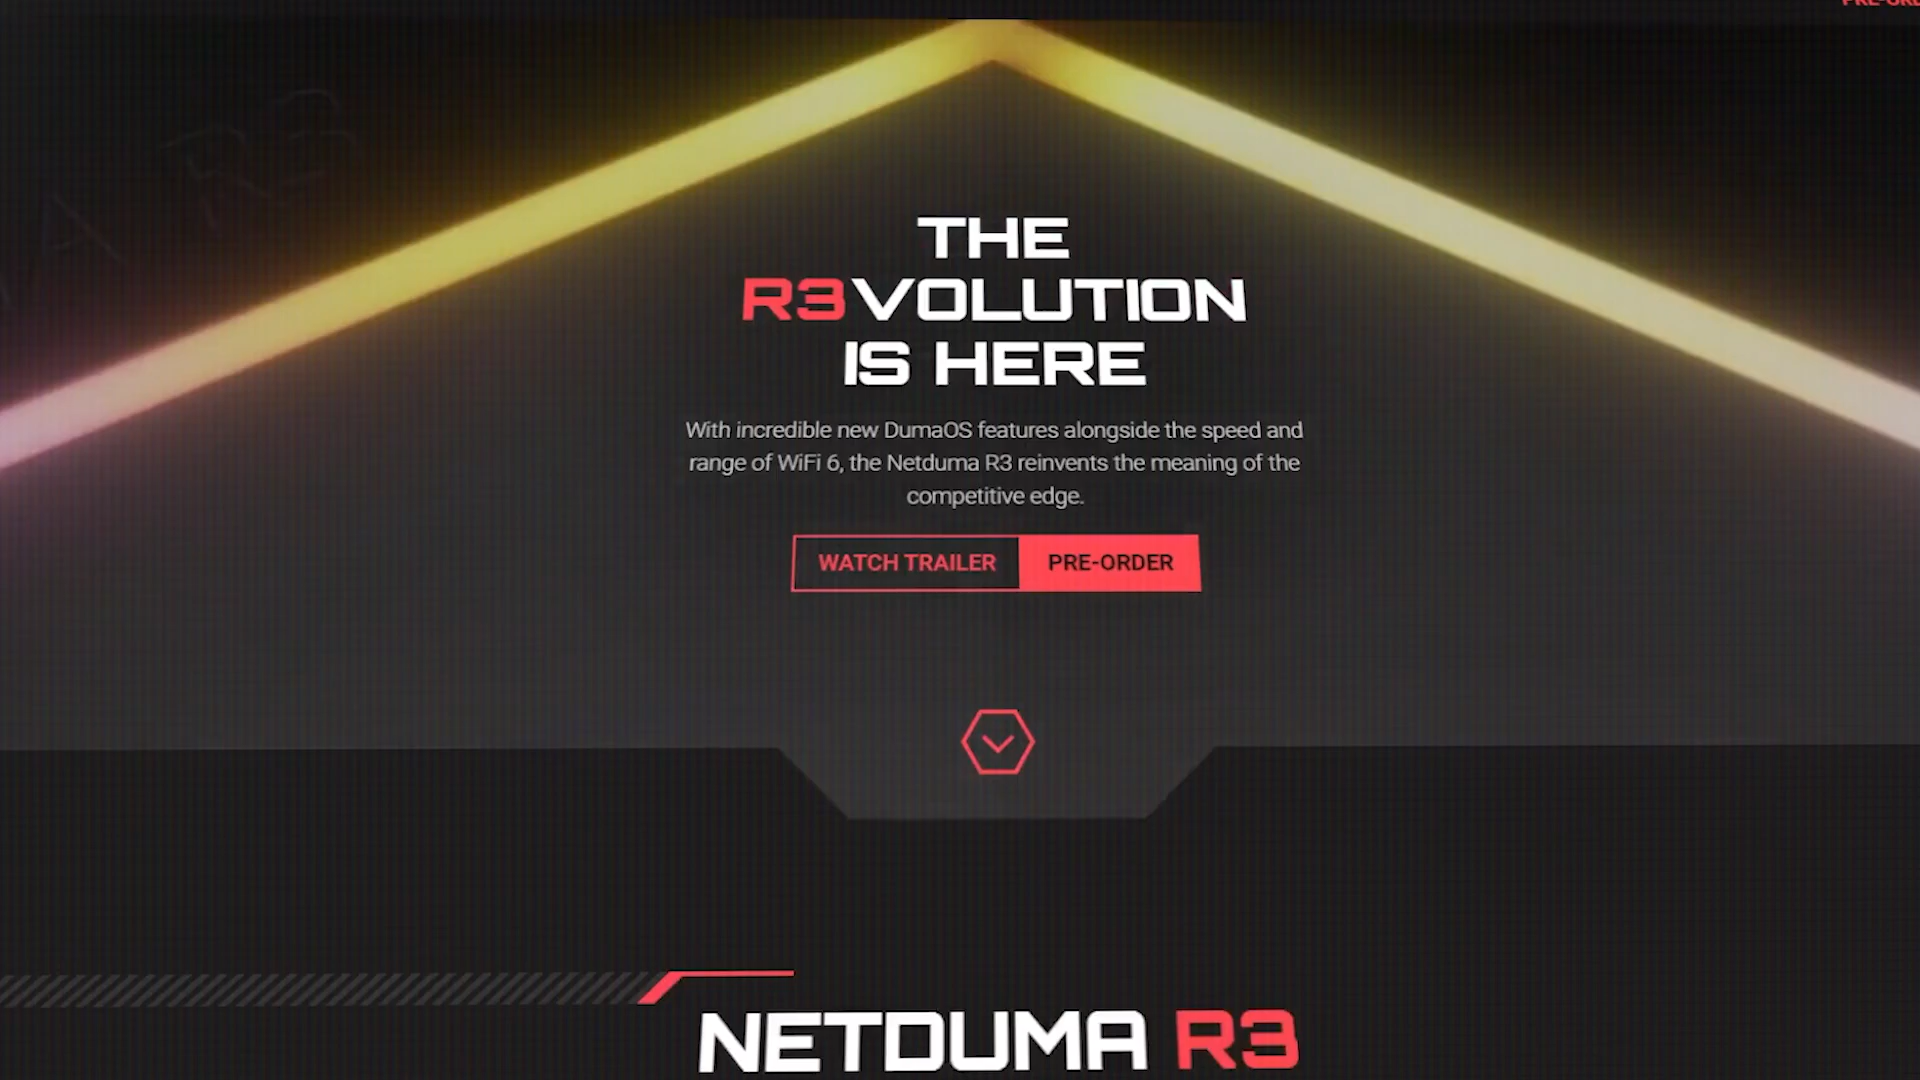 THE
R3VOLUTION
IS HERE
With incredible new DumaOS features alongside the speed and
range of WiFi 6, the Netduma R3 reinvents the meaning of the
competitive edge.
WATCH TRAILER PRE-ORDER
NETDUMA R3